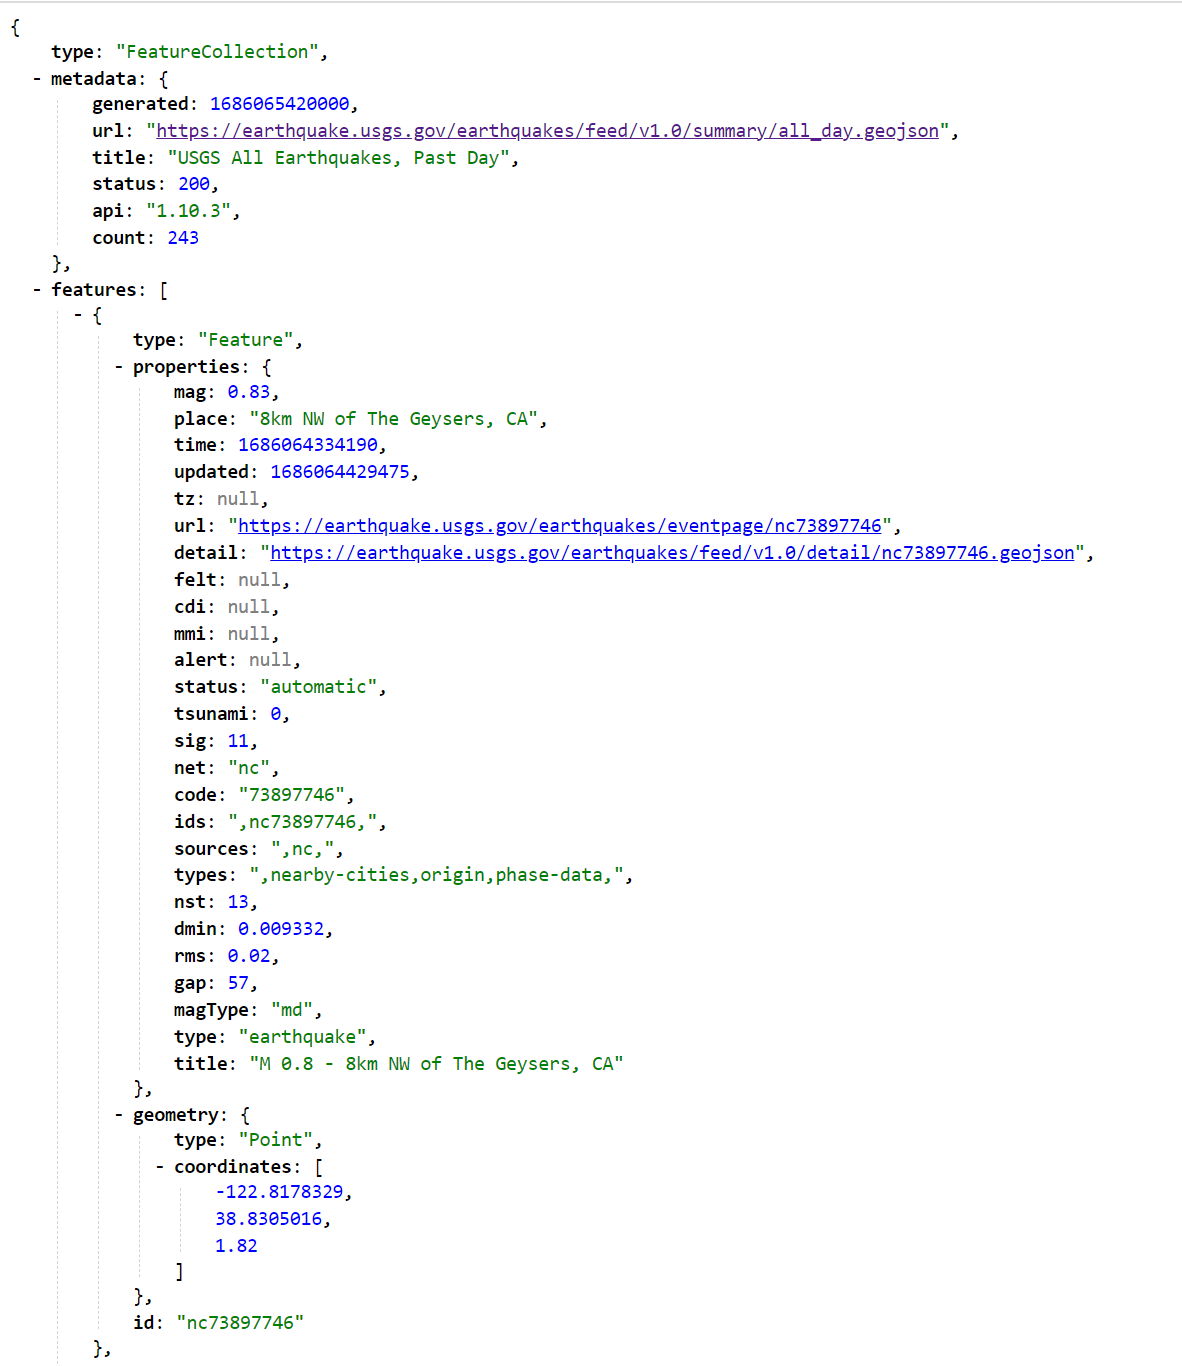 {
type: "FeatureCollection",
- metadata: {
generated: 1686065420000,
url: "https://earthquake.usgs.gov/earthquakes/feed/v1.0/summary/all_day.geojson",
title: "USGS All Earthquakes, Past Day",
status: 200,
api: "1.10.3",
count: 243
},
- features: [
- {
type: "Feature",
- properties: {
mag: 0.83,
place: "8km NW of The Geysers, CA",
time: 1686064334190,
updated: 1686064429475,
tz: null,
url: "https://earthquake.usgs.gov/earthquakes/eventpage/nc73897746",
detail: "https://earthquake.usgs.gov/earthquakes/feed/v1.0/detail/nc73897746.geojson",
felt: null,
cdi: null,
mmi: null,
alert: null,
status: "automatic",
tsunami: 0,
sig: 11,
net: "nc",
code: "73897746",
ids: ",nc73897746,",
sources: ",nc,",
types: ",nearby-cities,origin,phase-data,",
nst: 13,
dmin: 0.009332,
rms: 0.02,
gap: 57,
magType: "md",
type: "earthquake",
title: "M 0.8 - 8km NW of The Geysers, CA"
},
- geometry: {
type: "Point",
- coordinates: [
-122.8178329,
38.8305016,
1.82
]
},
id: "nc73897746"
},